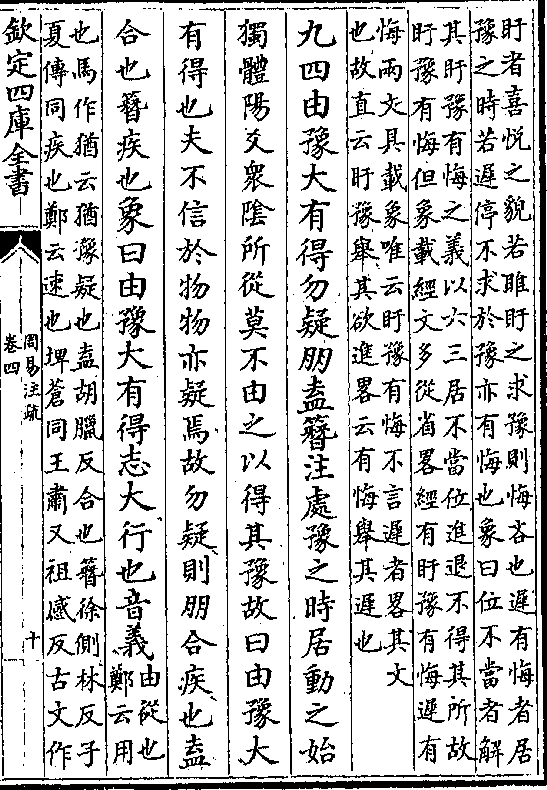 盱者喜悅之貌若睢盱之求豫則悔吝也遲有悔者居
豫之時若遲停不求於豫亦有悔也象曰位不當者解
其盱豫有悔之義以六三居不當位進退不得其所故
盱豫有悔但象載經文多從省畧經有盱豫有悔遲有
悔兩文具載象唯云盱豫有悔不言遲者畧其文
也故直云盱豫舉其欲進畧云有悔舉其遲也
九四由豫大有得勿疑朋盍簪注處豫之時居動之始
獨體陽爻衆陰所從莫不由之以得其豫故曰由豫大
有得也夫不信於物物亦疑焉故勿疑則朋合疾也盍
合也簪疾也象曰由豫大有得志大行也音義
由從也
鄭云用
也馬作猶云猶豫疑也盍胡臘反合也簪徐側林反子
夏傳同疾也鄭云速也埤蒼同王肅又祖感反古文作
欽定四庫全書
周易注疏
卷四
十